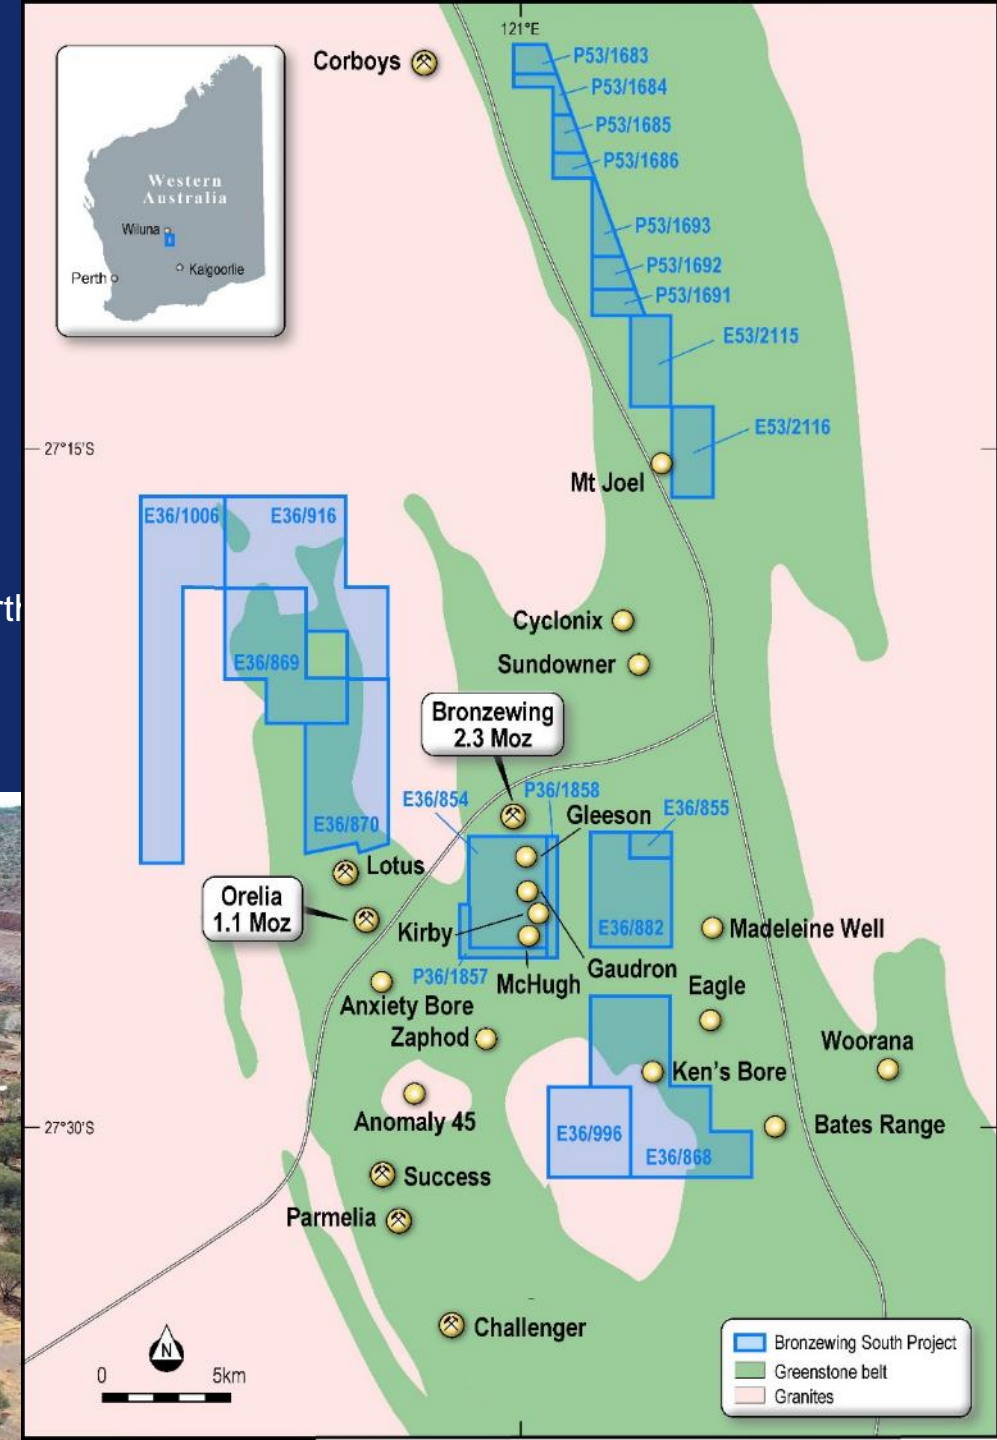 121°E
Corboys
P53/1683
P53/1684
P53/1685
P53/1686
P53/1693
P53/1692
P53/1691
E53/2115
E53/2116
Western
Australia
Wiluna
Kalgoorlie
Perth
27°15'S
Mt Joel
E36/1006
E36/916
E36/869
E36/870
Cyclonix
Sundowner
Bronzewing
2.3 Moz
E36/854
P36/1858
Gleeson
E36/855
Lotus
Orelia
1.1 Moz
Kirby
E36/882
Madeleine Well
P36/1857
McHugh
Gaudron
Anxiety Bore
Eagle
Zaphod
Woorana
Ken's Bore
Anomaly 45
27°30'S
Bates Range
E36/996
E36/868
Success
Parmelia
Challenger
N
0 5km
Bronzewing South Project
Greenstone belt
Granites